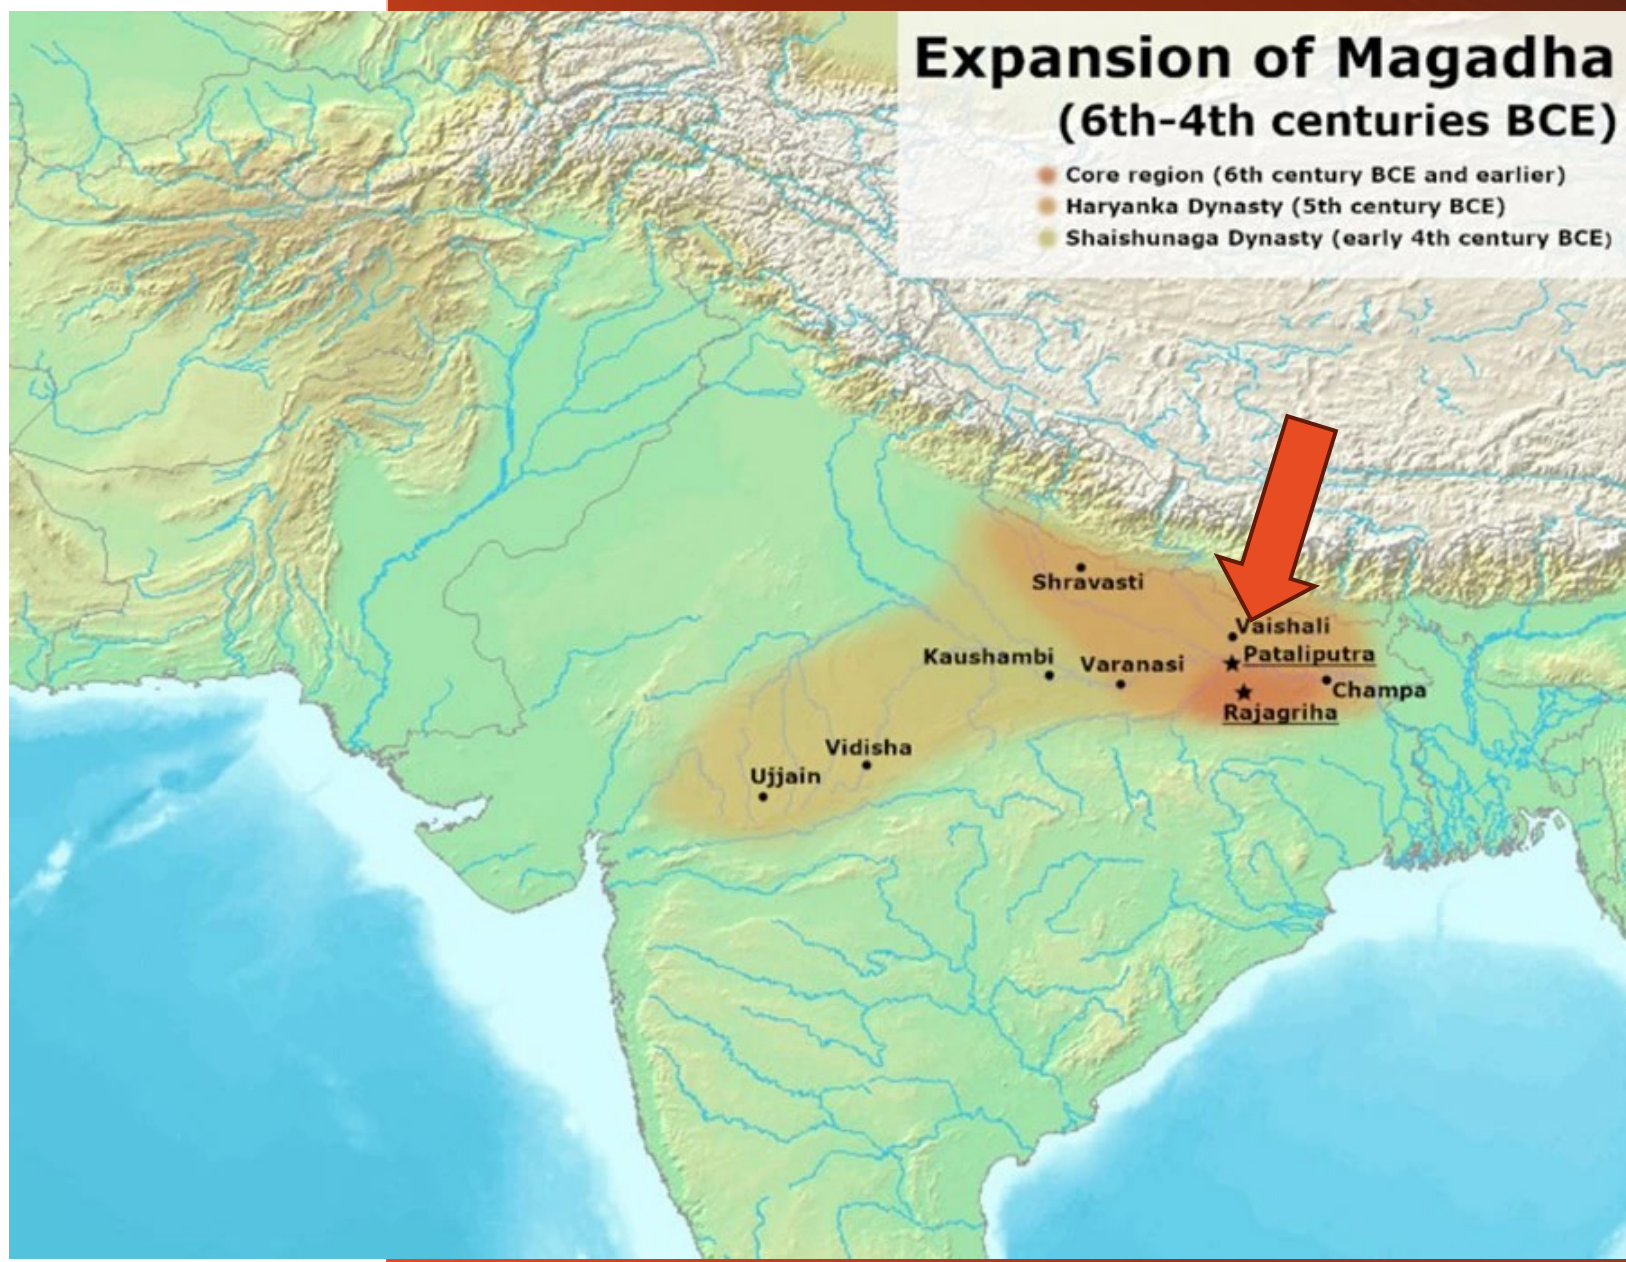 Expansion of Magadha
(6th-4th centuries BCE)
Core region (6th century BCE and earlier)
Haryanka Dynasty (5th century BCE)
Shaishunaga Dynasty (early 4th century BCE)
Shravasti
Vaishali
Kaushambi
Varanasi
Pataliputra
Champa
Rajagriha
Vidisha
Ujjain